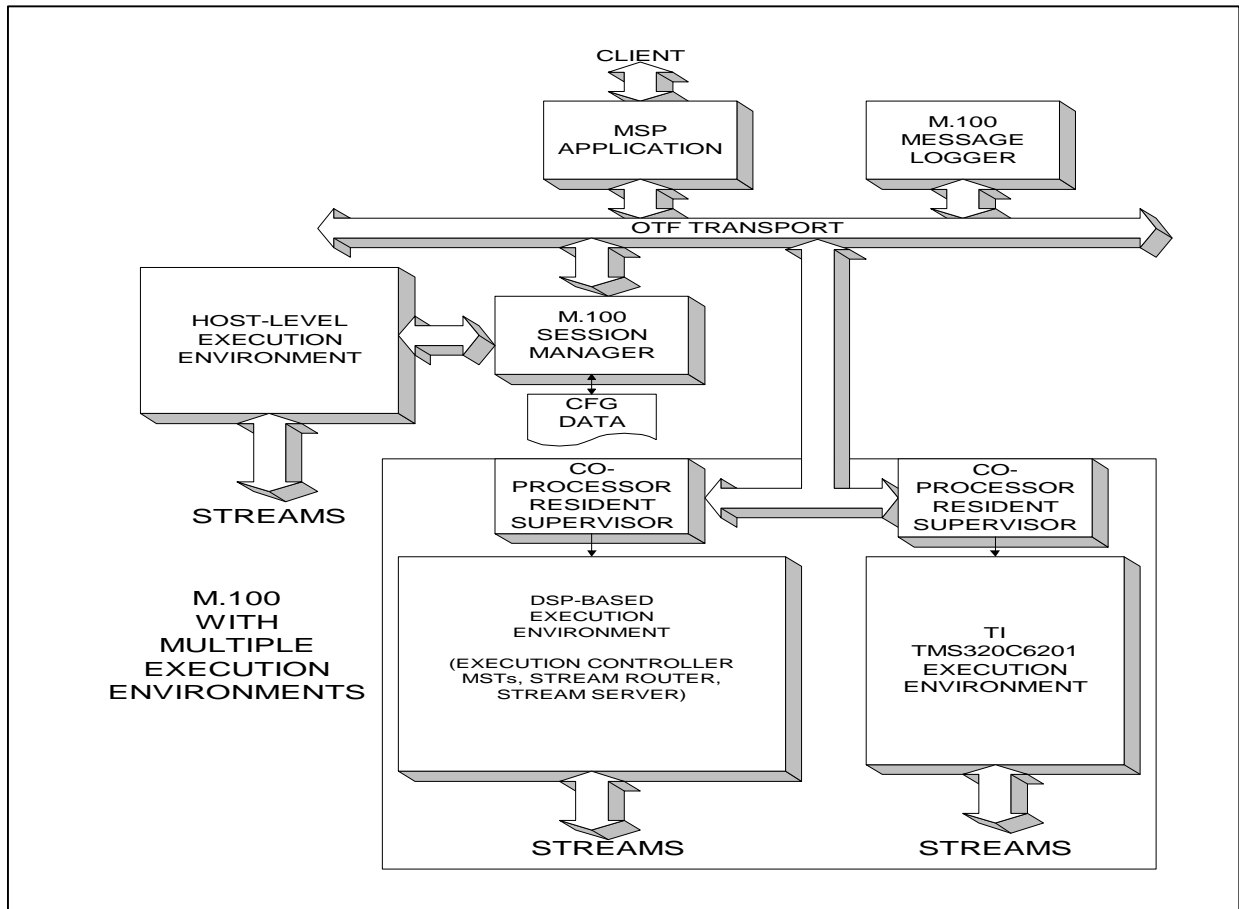 CLIENT
MSP
APPLICATION
M.100
MESSAGE
LOGGER
OTF TRANSPORT
HOST-LEVEL
EXECUTION
ENVIRONMENT
M.100
SESSION
MANAGER
CFG
DATA
STREAMS
CO-
PROCESSOR
RESIDENT
SUPERVISOR
CO-
PROCESSOR
RESIDENT
SUPERVISOR
M.100
WITH
MULTIPLE
EXECUTION
ENVIRONMENTS
DSP-BASED
EXECUTION
ENVIRONMENT
(EXECUTION CONTROLLER
MSTs, STREAM ROUTER,
STREAM SERVER)
TI
TMS320C6201
EXECUTION
ENVIRONMENT
STREAMS
STREAMS